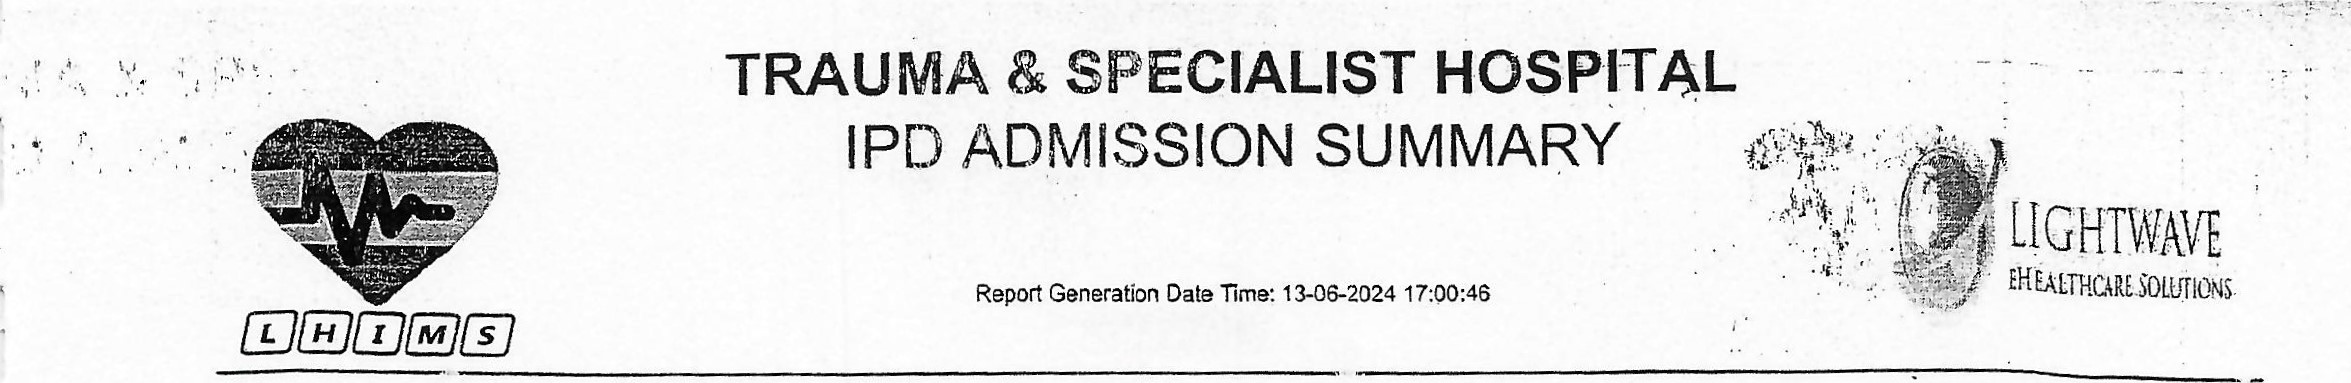 TRAUMA & SPECIALIST HOSPITAL
IPD ADMISSION SUMMARY
LIGHTWAVE
EHEALTHCARE SOLUTIONS
Report Generation Date Time: 13-06-2024 17:00:46
LHIMS